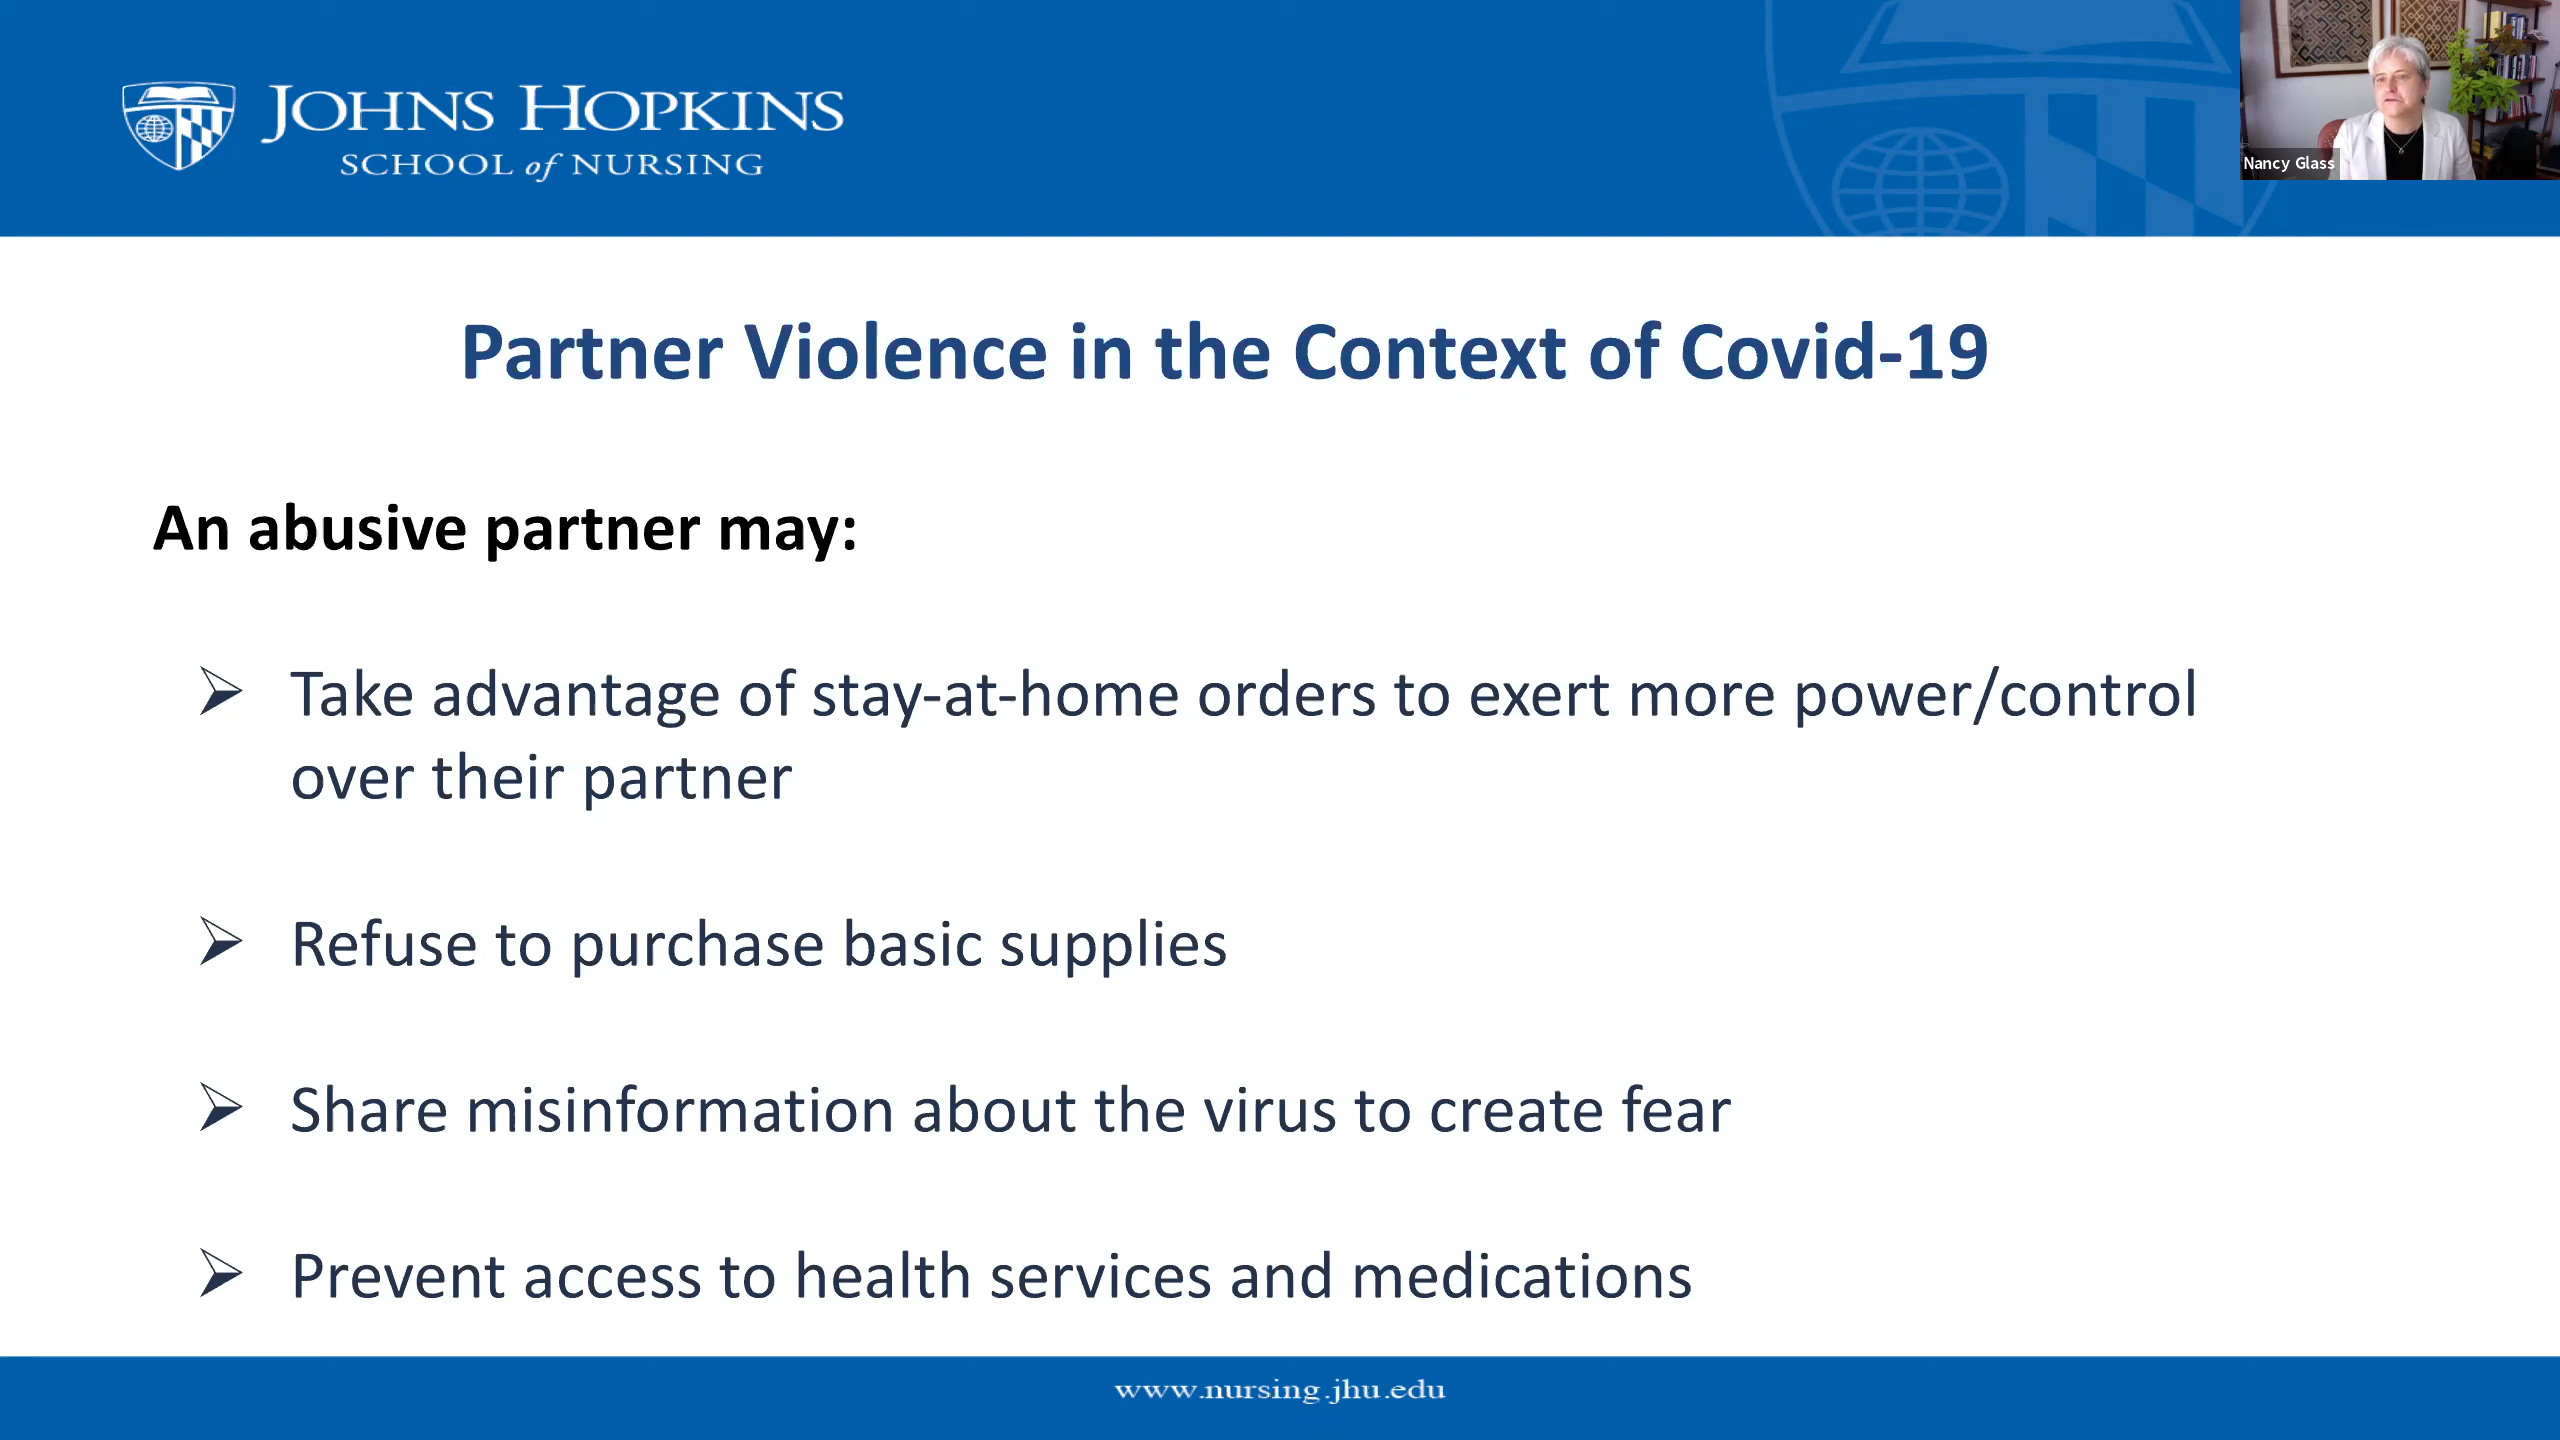 JOHNS HOPKINS
SCHOOL of NURSING
Nancy Glass
Partner Violence in the Context of Covid-19
An abusive partner may:
➢ Take advantage of stay-at-home orders to exert more power/control
over their partner
➢ Refuse to purchase basic supplies
➢ Share misinformation about the virus to create fear
➢ Prevent access to health services and medications
www.nursing.jhu.edu